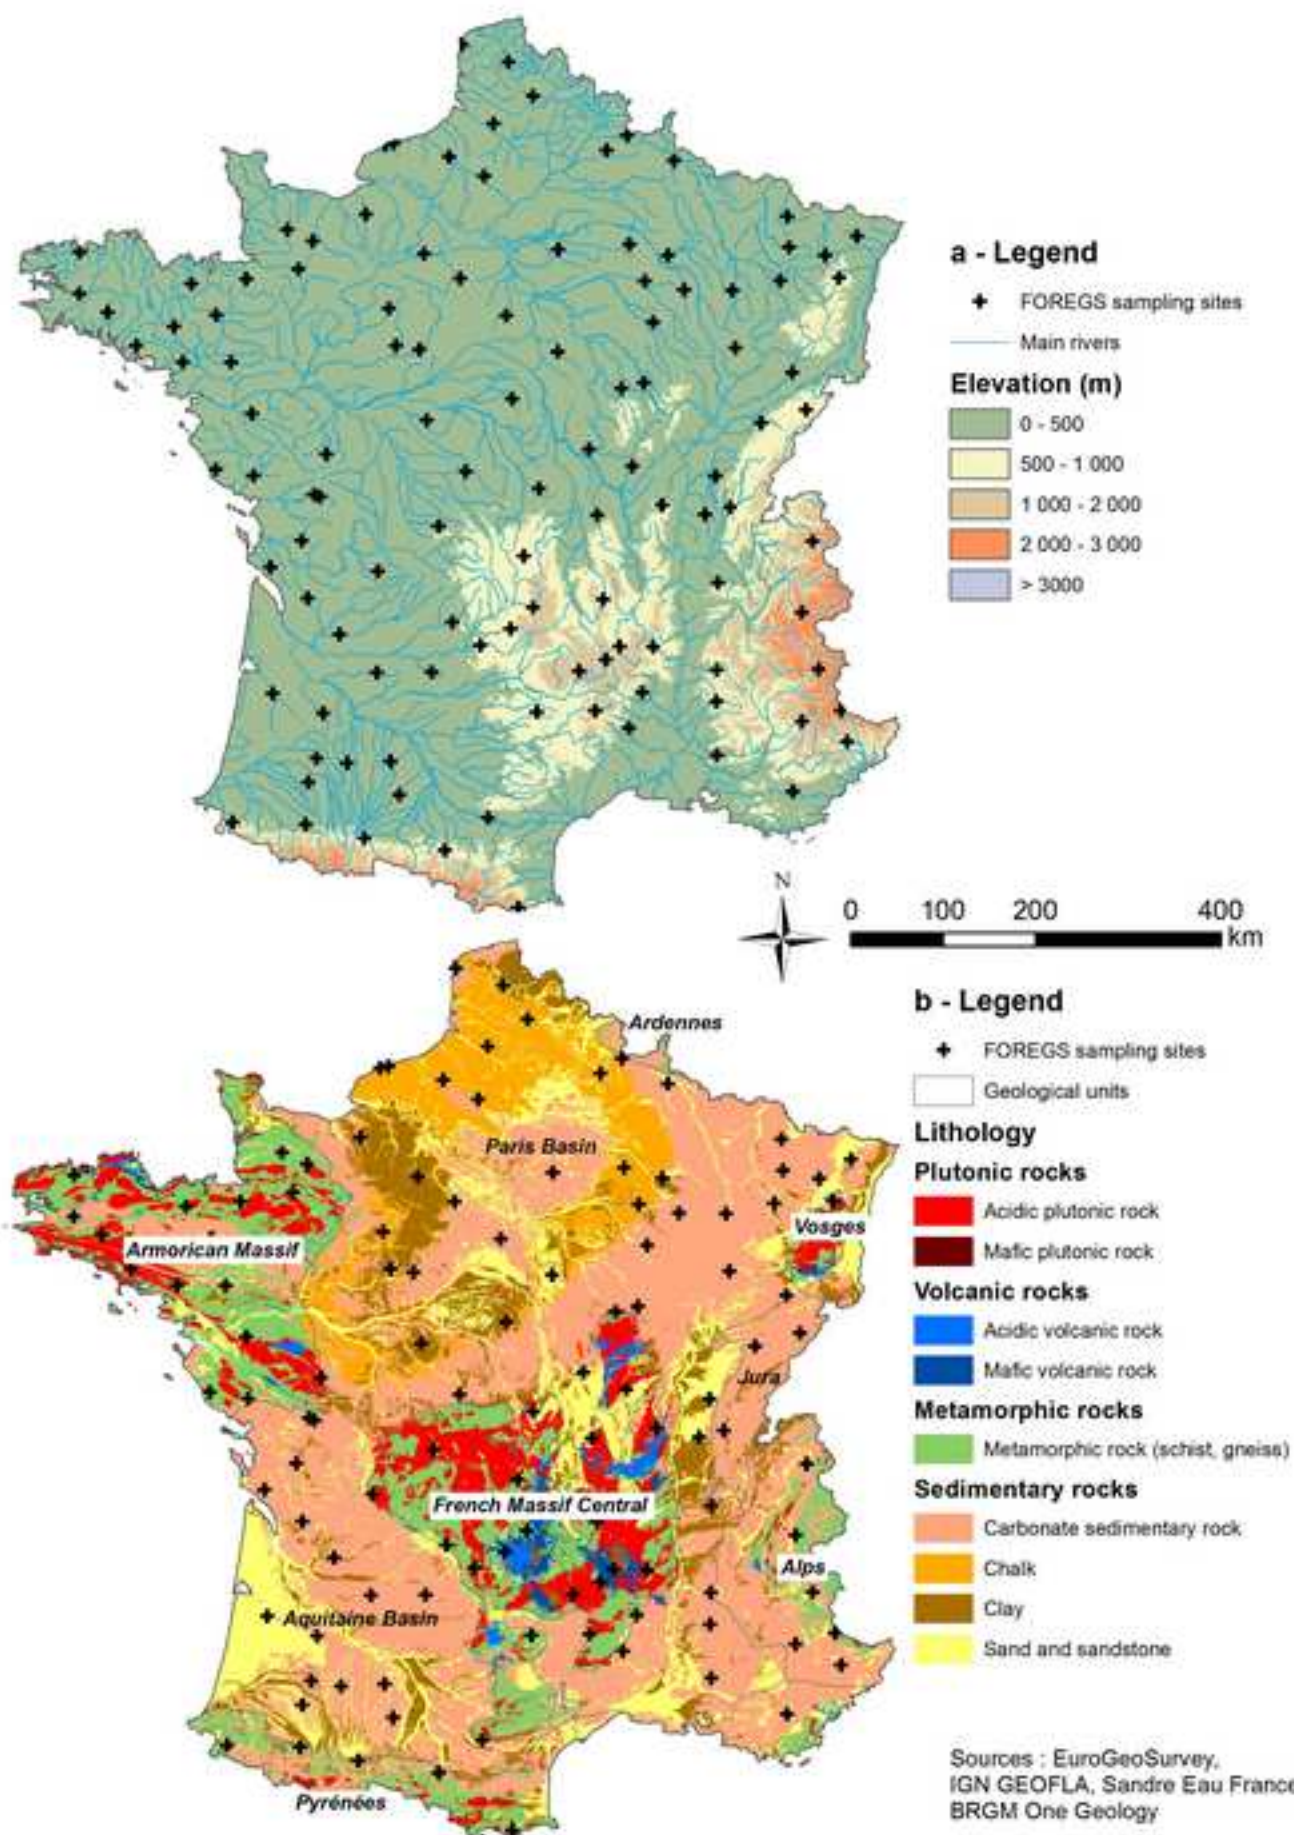 a - Legend
FOREGS sampling sites
Main rivers
Elevation (m)
0 - 500
500 - 1 000
1 000 - 2 000
2 000 - 3 000
> 3000
N
0 100 200 400
km
b - Legend
FOREGS sampling sites
Geological units
Lithology
Plutonic rocks
Acidic plutonic rock
Mafic plutonic rock
Volcanic rocks
Acidic volcanic rock
Mafic volcanic rock
Metamorphic rocks
Metamorphic rock (schist, gneiss)
Sedimentary rocks
Carbonate sedimentary rock
Chalk
Clay
Sand and sandstone
Ardennes
Paris Basin
Vosges
Armorican Massif
Jura
French Massif Central
Alps
Aquitaine Basin
Pyrénées
Sources : EuroGeoSurvey,
IGN GEOFLA, Sandre Eau France
BRGM One Geology